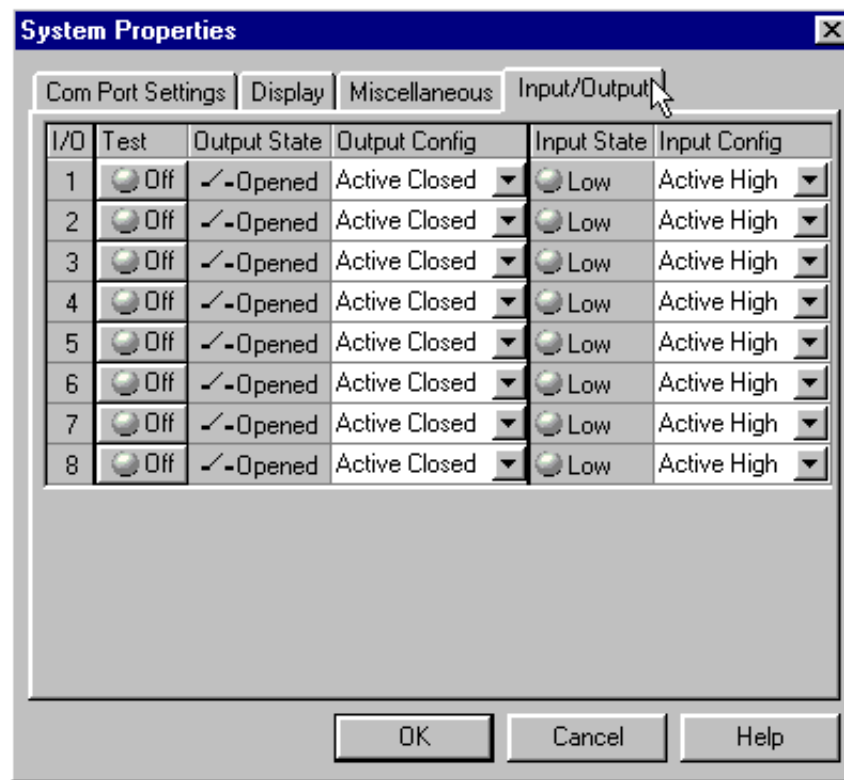 System Properties
Com Port Settings Display Miscellaneous Input/Output
I/O Test Output State Output Config Input State Input Config
1 Off Opened Active Closed Low Active High
2 Off Opened Active Closed Low Active High
3 Off Opened Active Closed Low Active High
4 Off Opened Active Closed Low Active High
5 Off Opened Active Closed Low Active High
6 Off Opened Active Closed Low Active High
7 Off Opened Active Closed Low Active High
8 Off Opened Active Closed Low Active High
OK Cancel Help